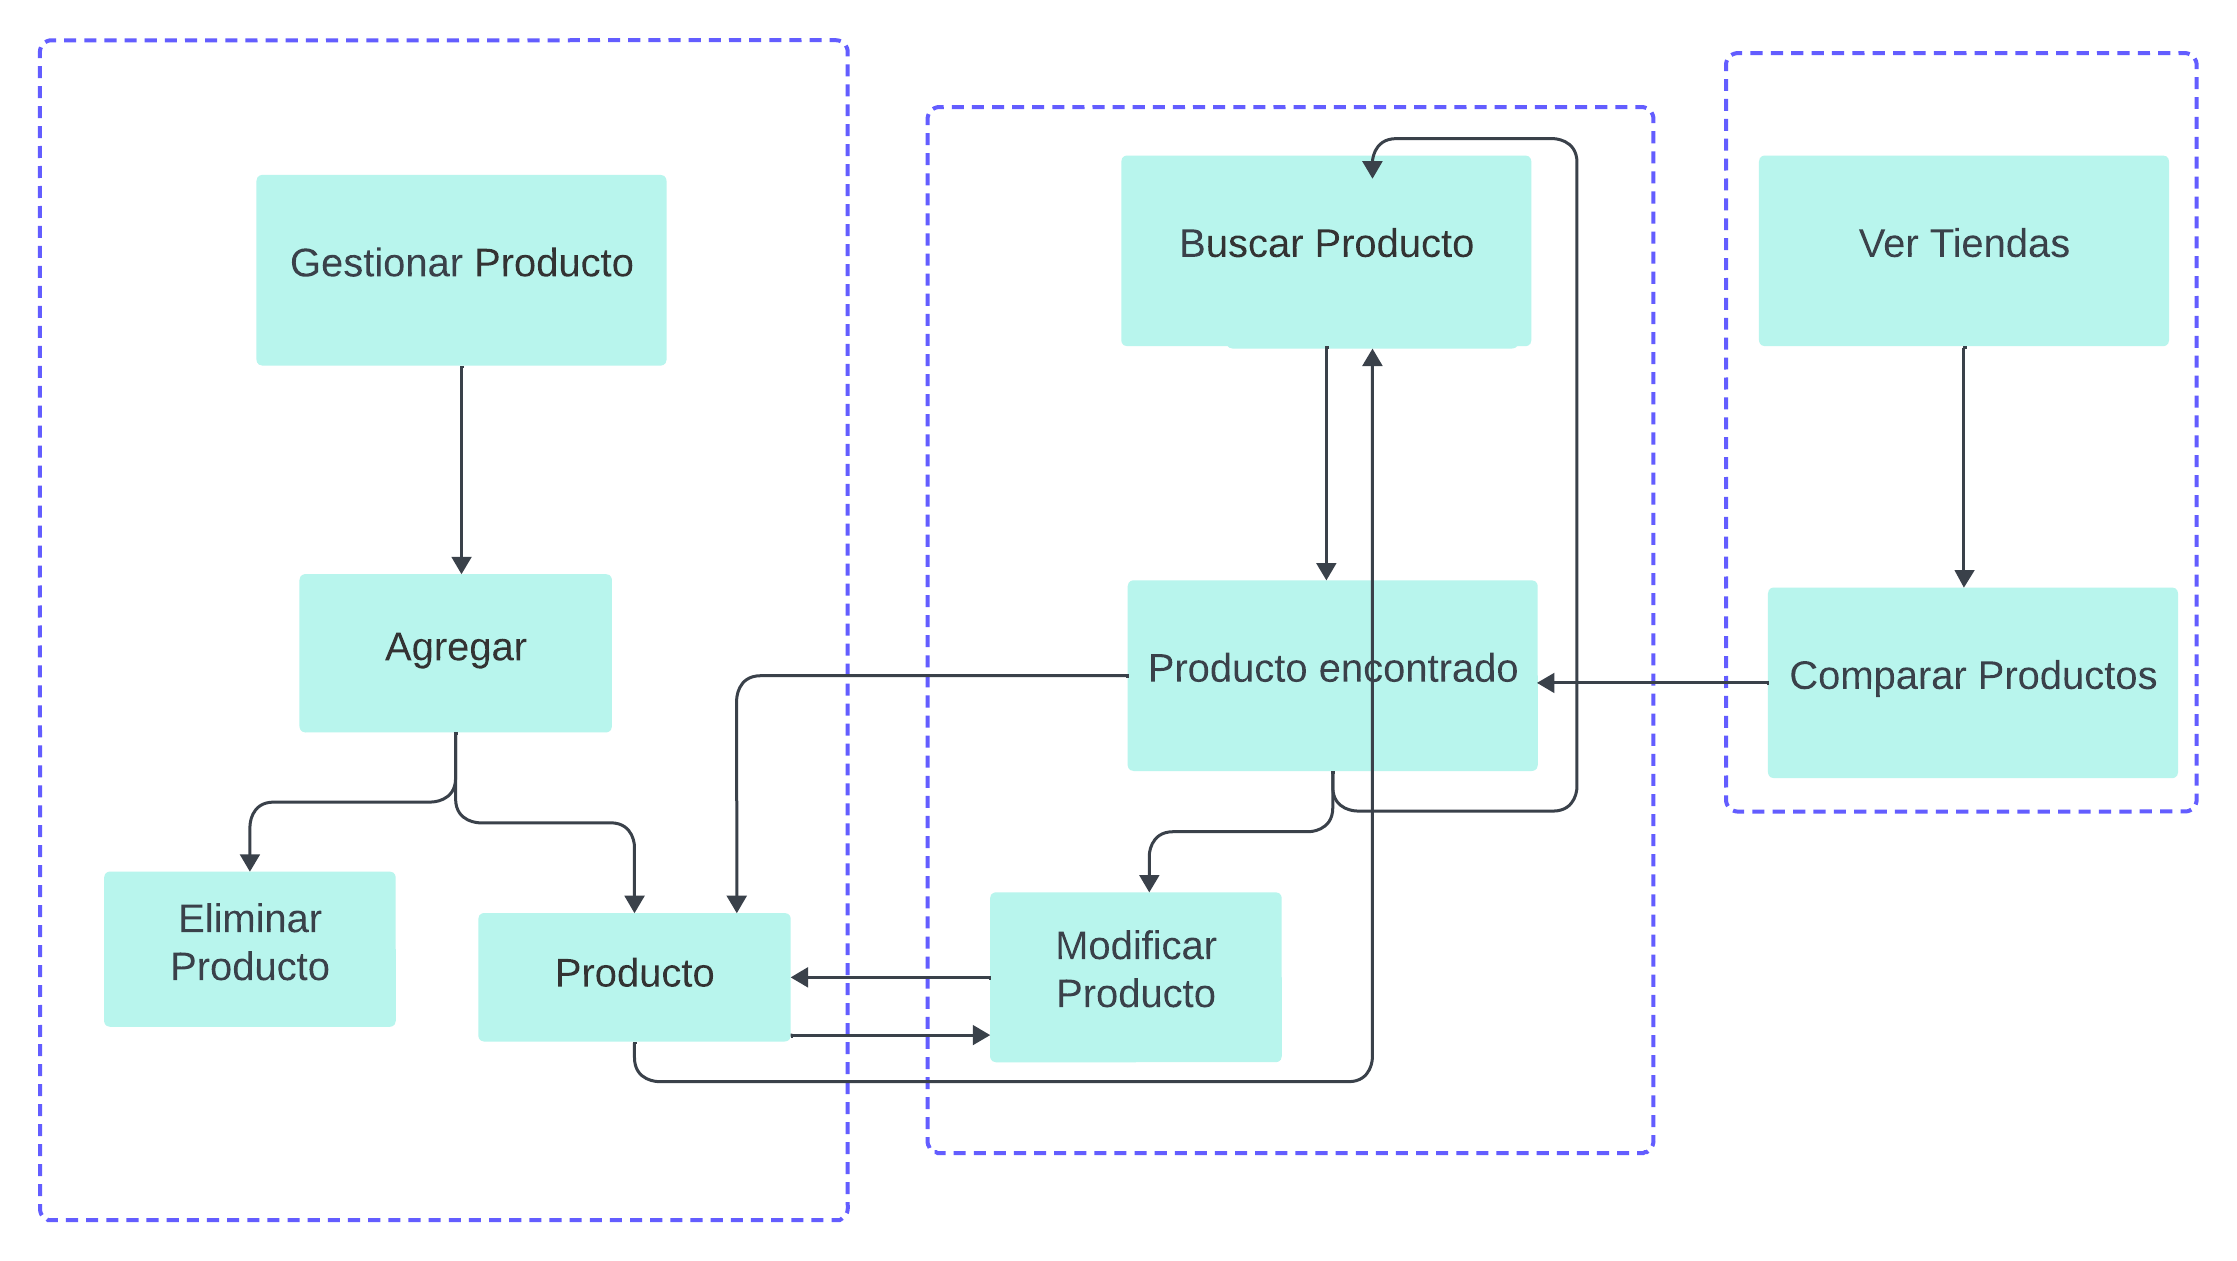 Gestionar Producto
Agregar
Eliminar
Producto
Producto
Buscar Producto
Producto encontrado
Modificar
Producto
Ver Tiendas
Comparar Productos